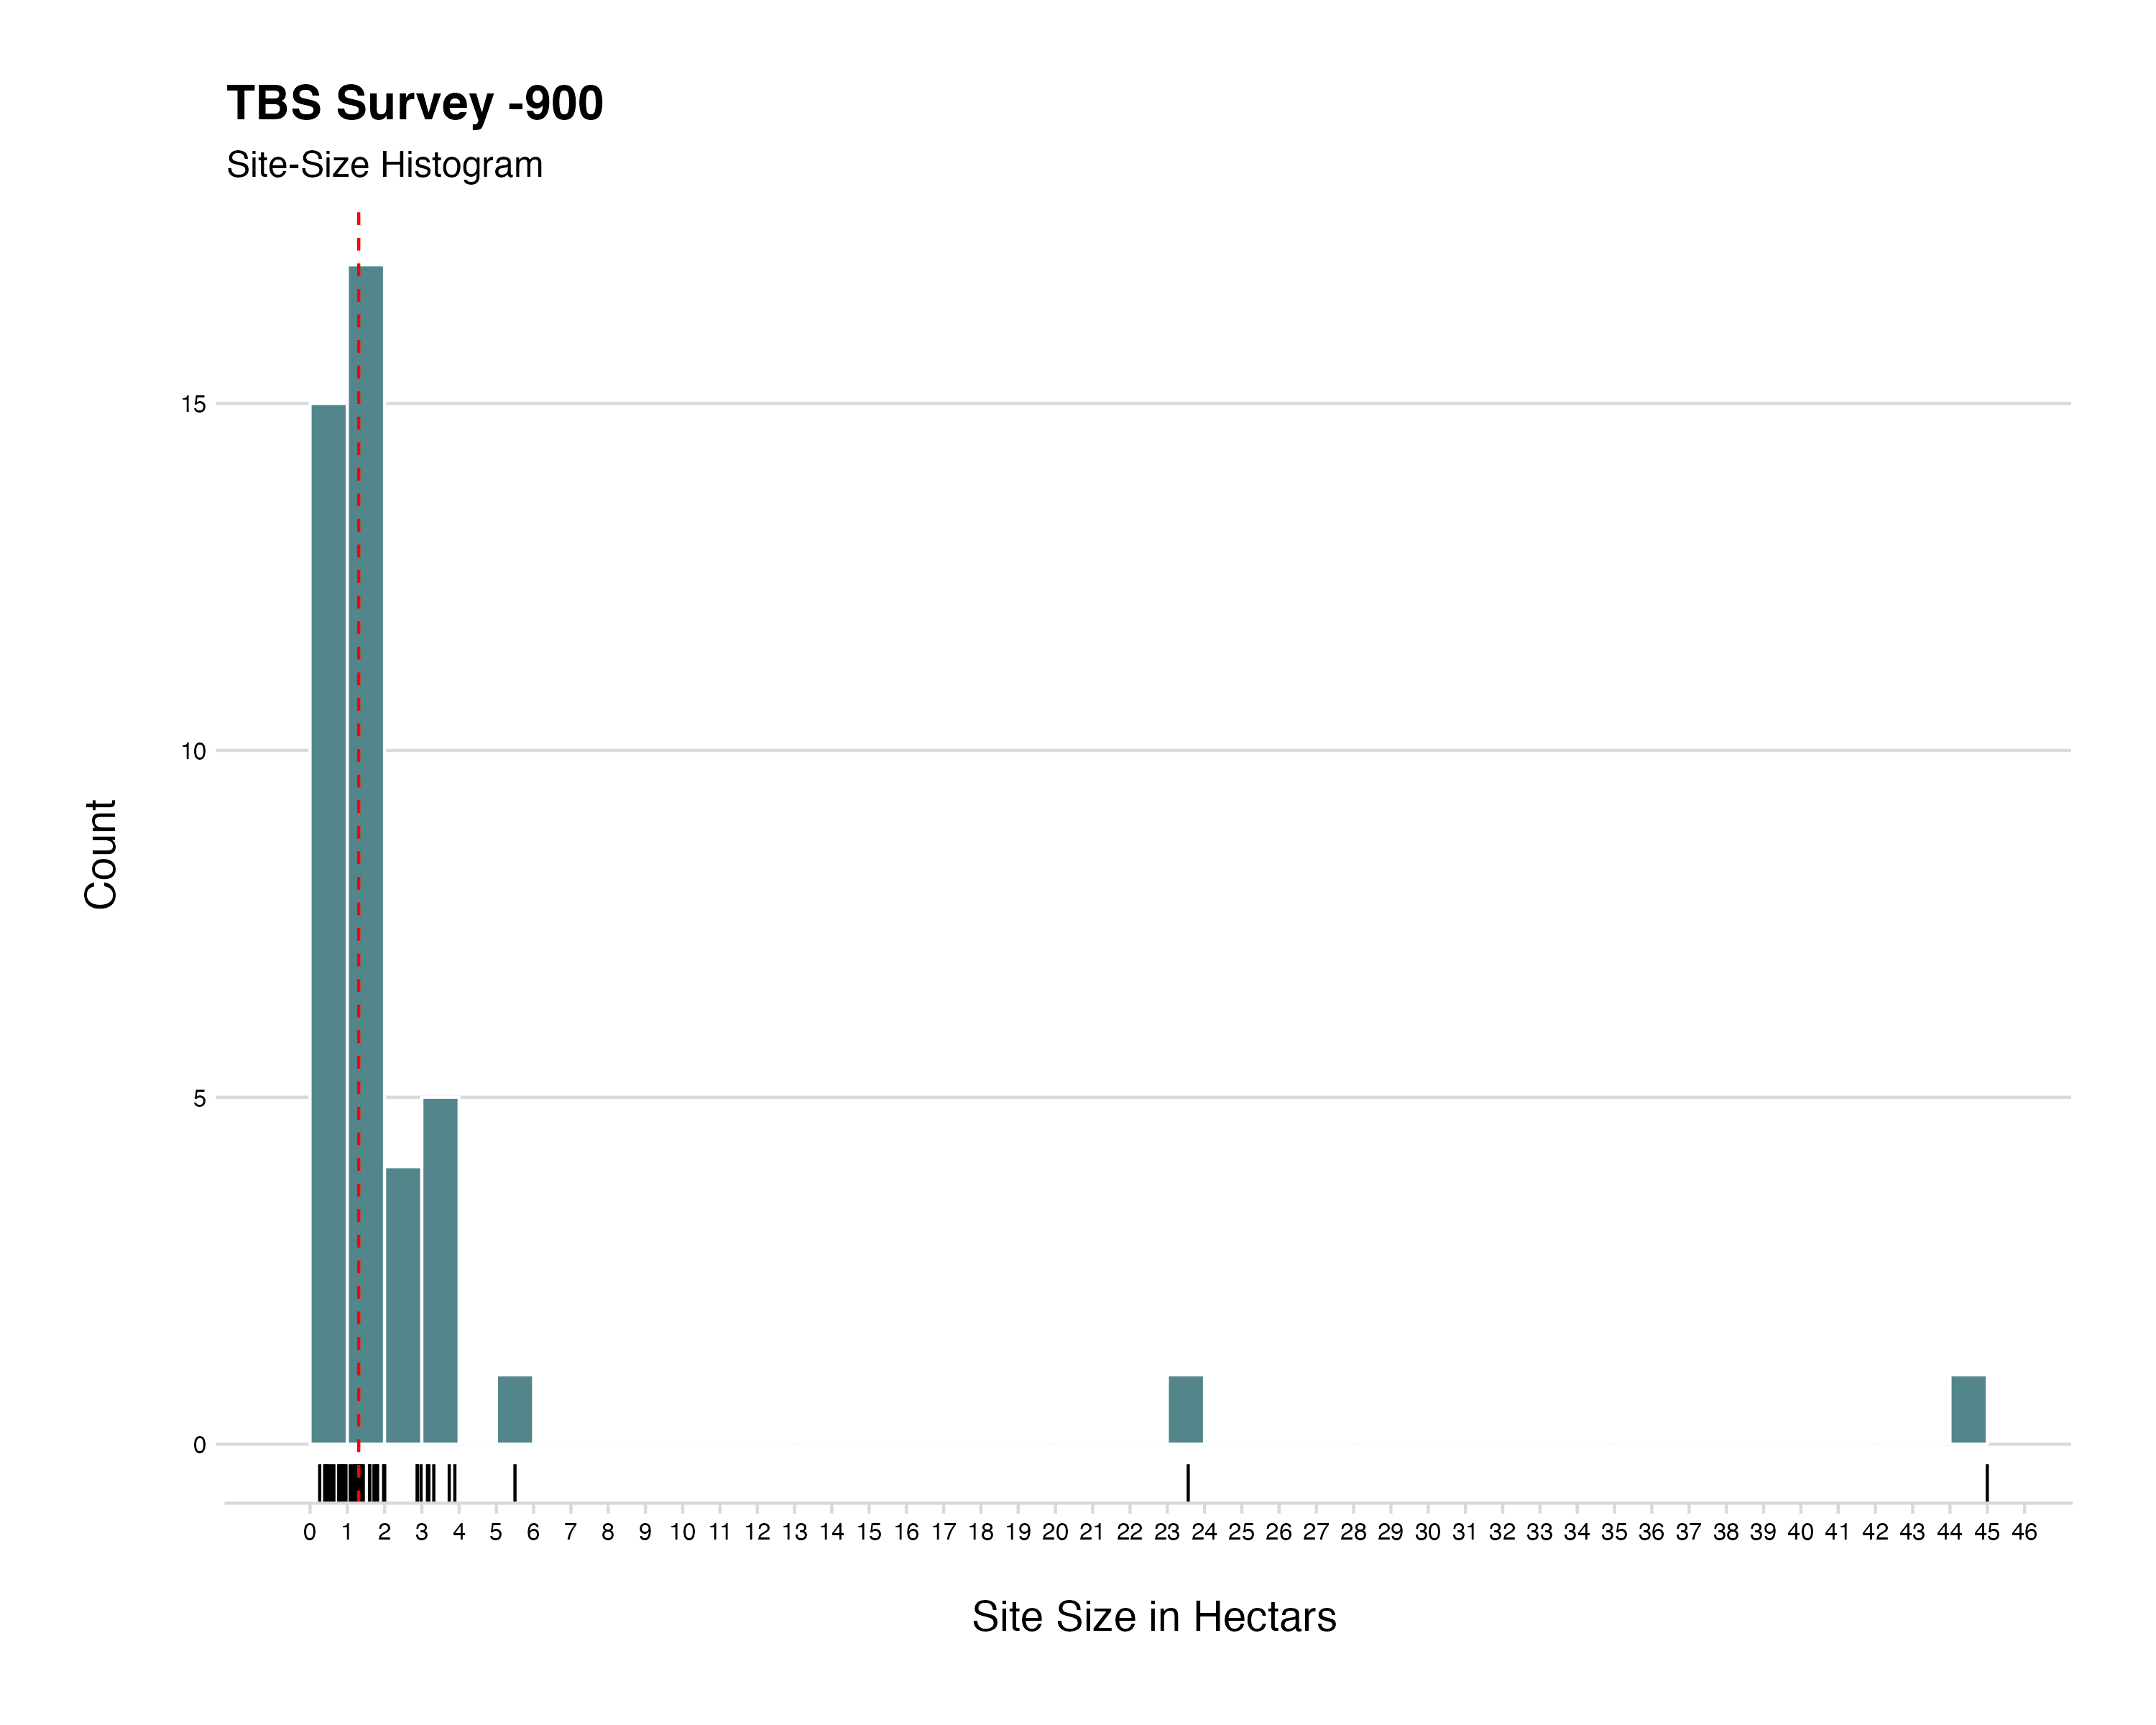 TBS Survey -900
Site-Size Histogram
15
10
5
0
Count
0 1 2 3 4 5 6 7 8 9 10 11 12 13 14 15 16 17 18 19 20 21 22 23 24 25 26 27 28 29 30 31 32 33 34 35 36 37 38 39 40 41 42 43 44 45 46
Site Size in Hectars